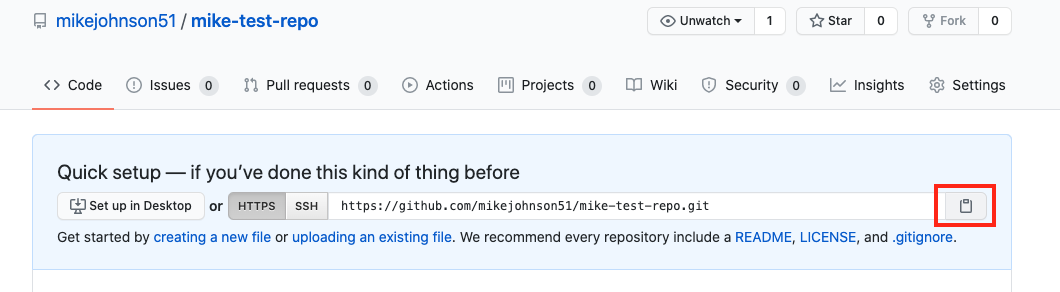 mikejohnson51 / mike-test-repo
Unwatch 1 Star 0 Fork 0
Code Issues 0 Pull requests 0 Actions Projects 0 Wiki Security 0 Insights Settings
Quick setup — if you’ve done this kind of thing before
Set up in Desktop or HTTPS SSH https://github.com/mikejohnson51/mike-test-repo.git
Get started by creating a new file or uploading an existing file. We recommend every repository include a README, LICENSE, and .gitignore.